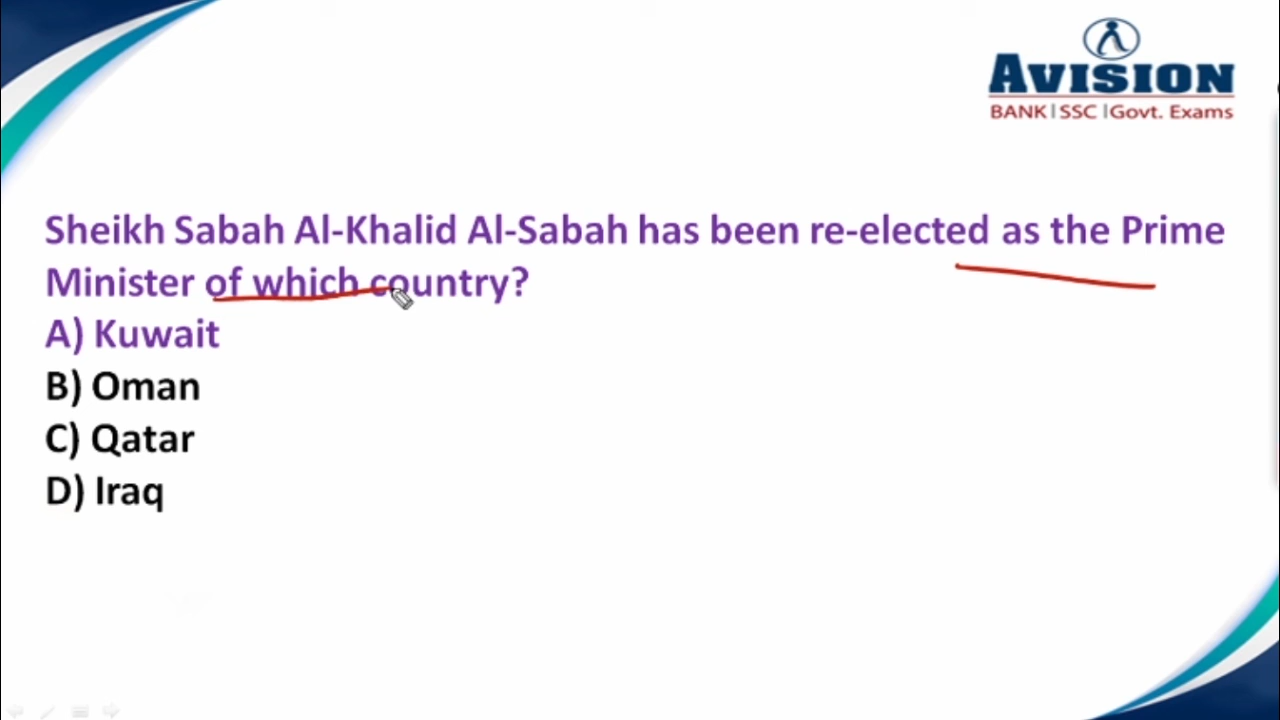 AVISION
BANK|SSC|Govt. Exams
Sheikh Sabah Al-Khalid Al-Sabah has been re-elected as the Prime
Minister of which country?
A) Kuwait
B) Oman
C) Qatar
D) Iraq